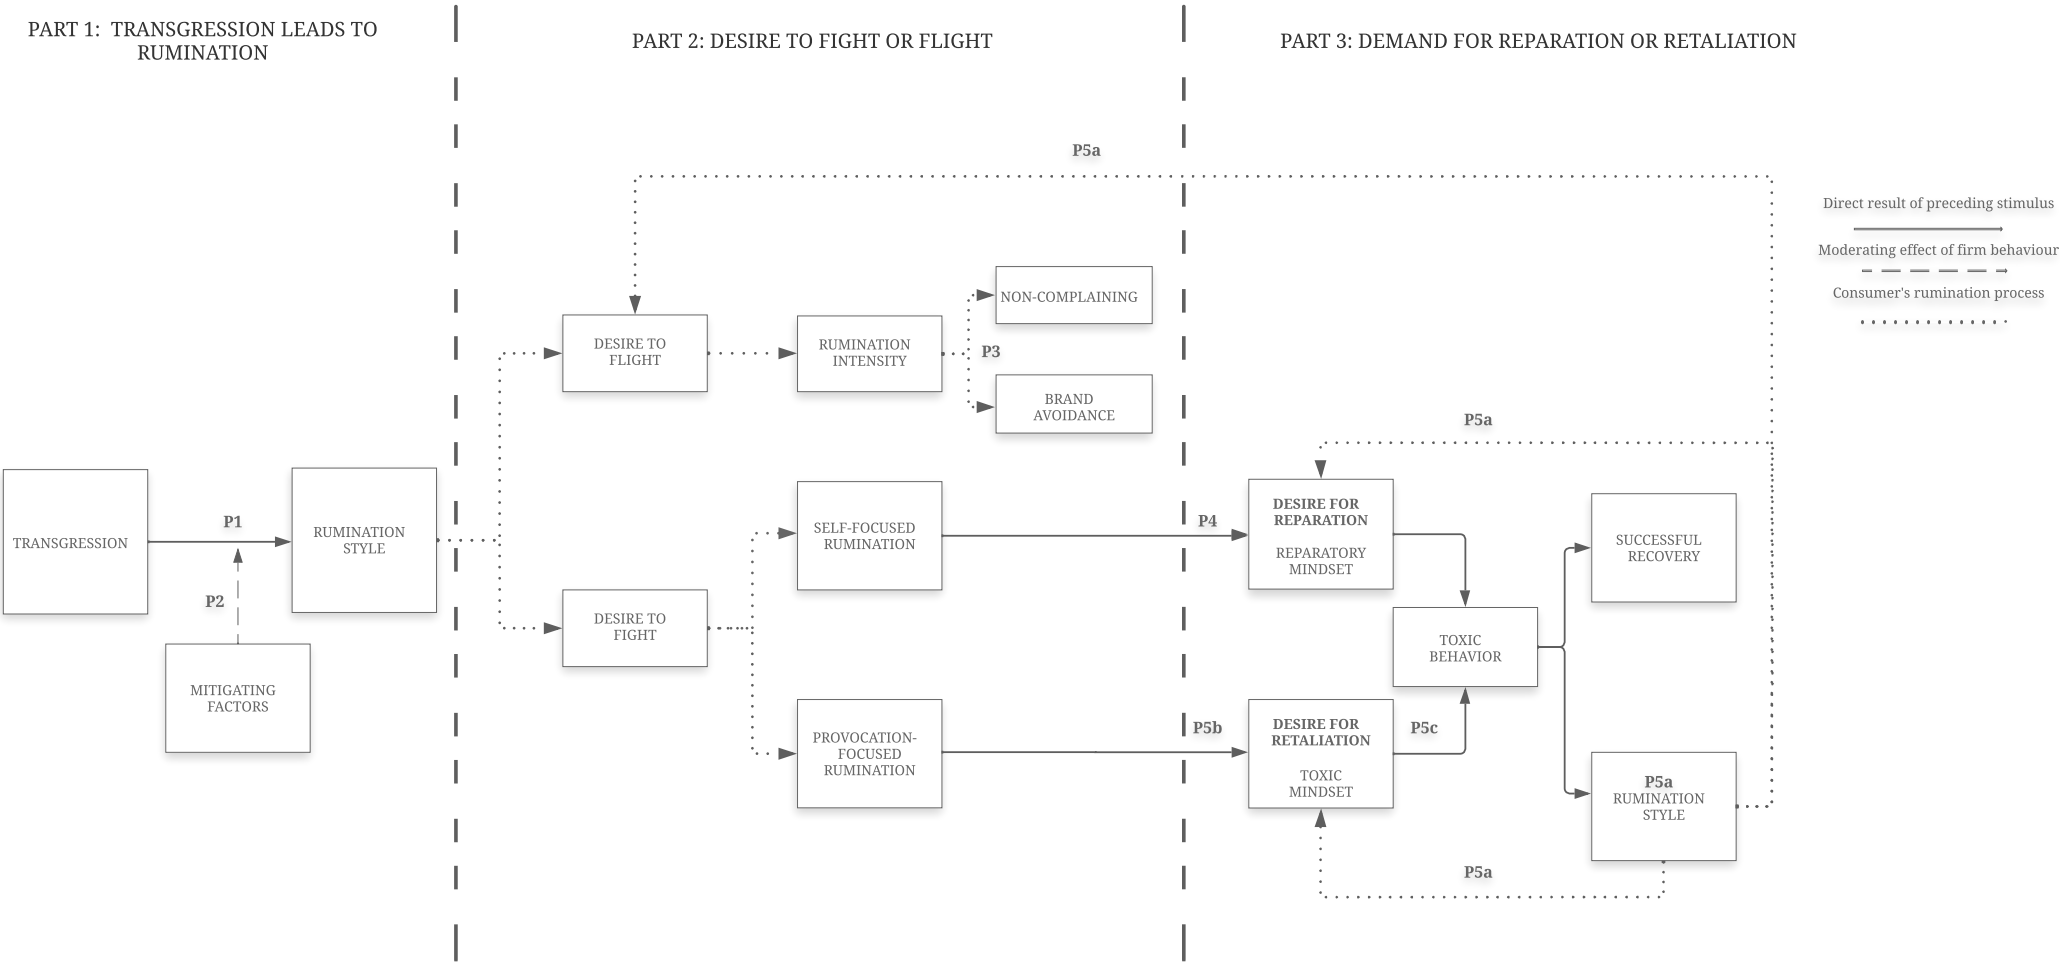 PART 1:  TRANSGRESSION LEADS TO
RUMINATION
PART 2: DESIRE TO FIGHT OR FLIGHT
PART 3: DEMAND FOR REPARATION OR RETALIATION
P5a
Direct result of preceding stimulus
Moderating effect of firm behaviour
Consumer's rumination process
NON-COMPLAINING
DESIRE TO
FLIGHT
RUMINATION
INTENSITY
P3
BRAND
AVOIDANCE
P5a
TRANSGRESSION
P1
RUMINATION
STYLE
P2
MITIGATING
FACTORS
SELF-FOCUSED
RUMINATION
P4
DESIRE FOR
REPARATION
REPARATORY
MINDSET
SUCCESSFUL
RECOVERY
DESIRE TO
FIGHT
TOXIC
BEHAVIOR
PROVOCATION-
FOCUSED
RUMINATION
P5b
DESIRE FOR
RETALIATION
TOXIC
MINDSET
P5c
P5a
RUMINATION
STYLE
P5a